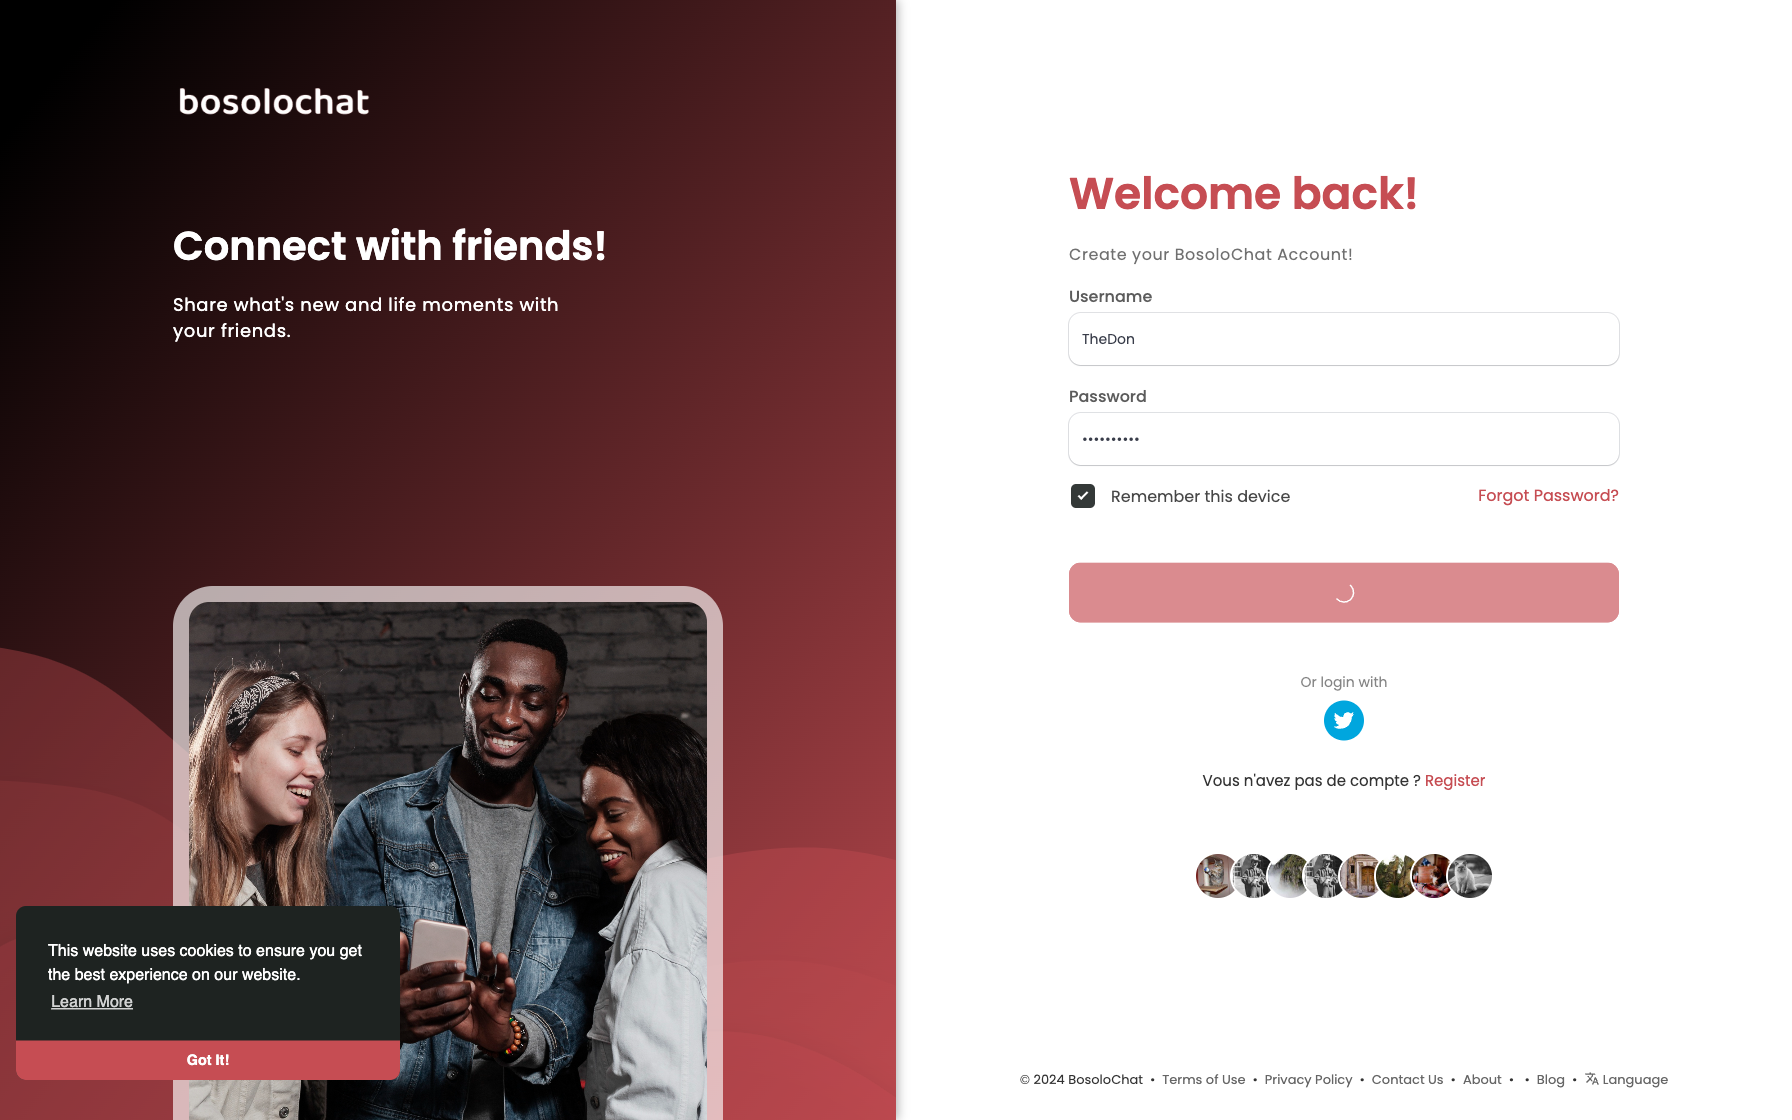 bosolochat
Connect with friends!
Share what's new and life moments with
your friends.
This website uses cookies to ensure you get
the best experience on our website.
Learn More
Got It!
Welcome back!
Create your BosoloChat Account!
Username
TheDon
Password
••••••••••
Remember this device
Forgot Password?
Or login with
Vous n'avez pas de compte ? Register
© 2024 BosoloChat • Terms of Use • Privacy Policy • Contact Us • About • • Blog • Language